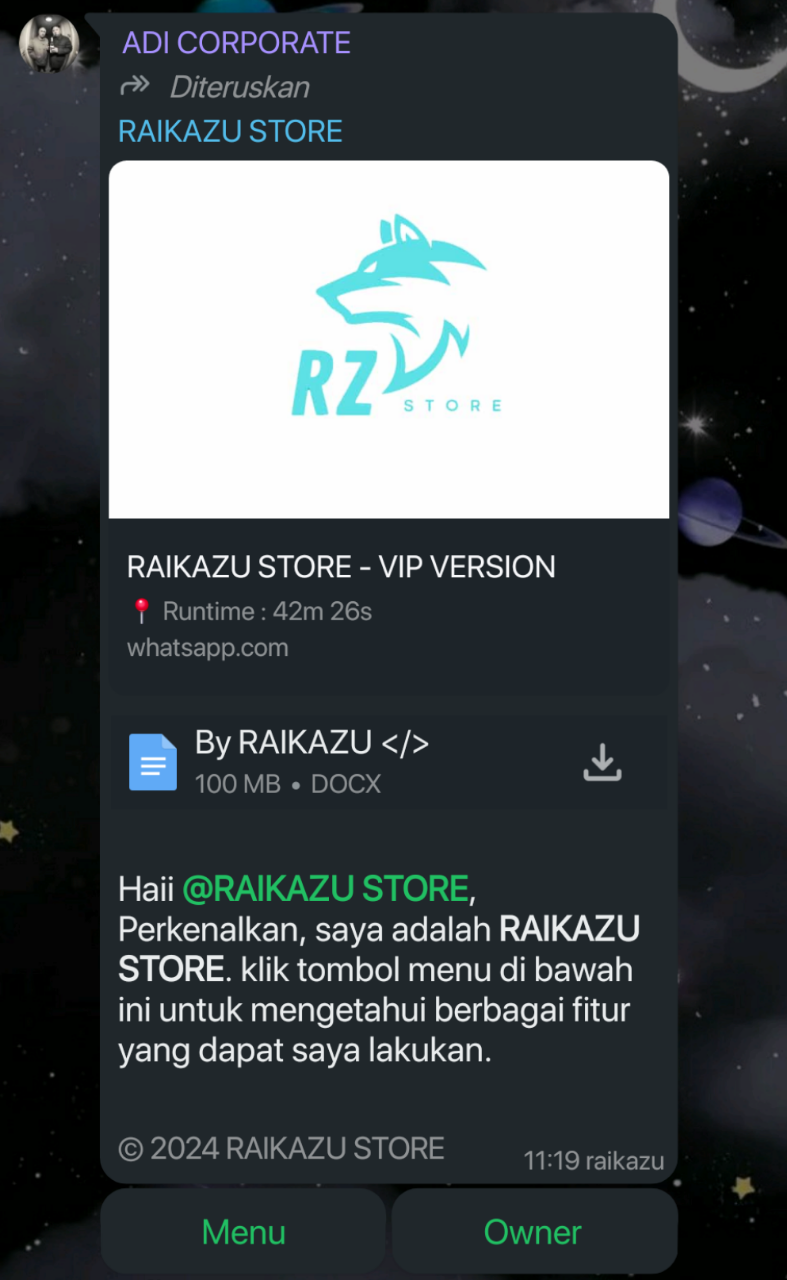 ADI CORPORATE
Diteruskan
RAIKAZU STORE
RZ
STORE
RAIKAZU STORE - VIP VERSION
📍 Runtime : 42m 26s
whatsapp.com
By RAIKAZU </>
100 MB • DOCX
Haii @RAIKAZU STORE,
Perkenalkan, saya adalah RAIKAZU
STORE. klik tombol menu di bawah
ini untuk mengetahui berbagai fitur
yang dapat saya lakukan.
© 2024 RAIKAZU STORE
11:19 raikazu
Menu
Owner